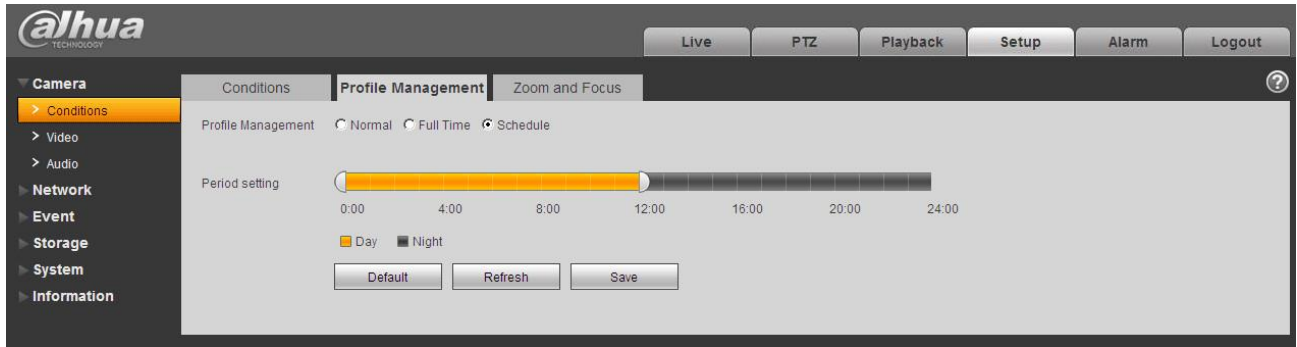 alhua
TECHNOLOGY
Live PTZ Playback Setup Alarm Logout
Camera
Conditions Profile Management Zoom and Focus ?
> Conditions
Profile Management Normal Full Time Schedule
> Video
> Audio
Period setting
Network
0:00 4:00 8:00 12:00 16:00 20:00 24:00
Event
Storage
Day Night
System
Default Refresh Save
Information